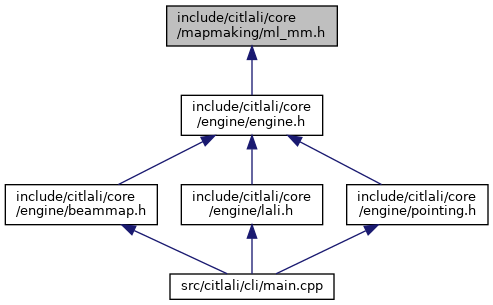 include/citlali/core
/mapmaking/ml_mm.h
include/citlali/core
/engine/engine.h
include/citlali/core
/engine/beammap.h
include/citlali/core
/engine/lali.h
include/citlali/core
/engine/pointing.h
src/citlali/cli/main.cpp